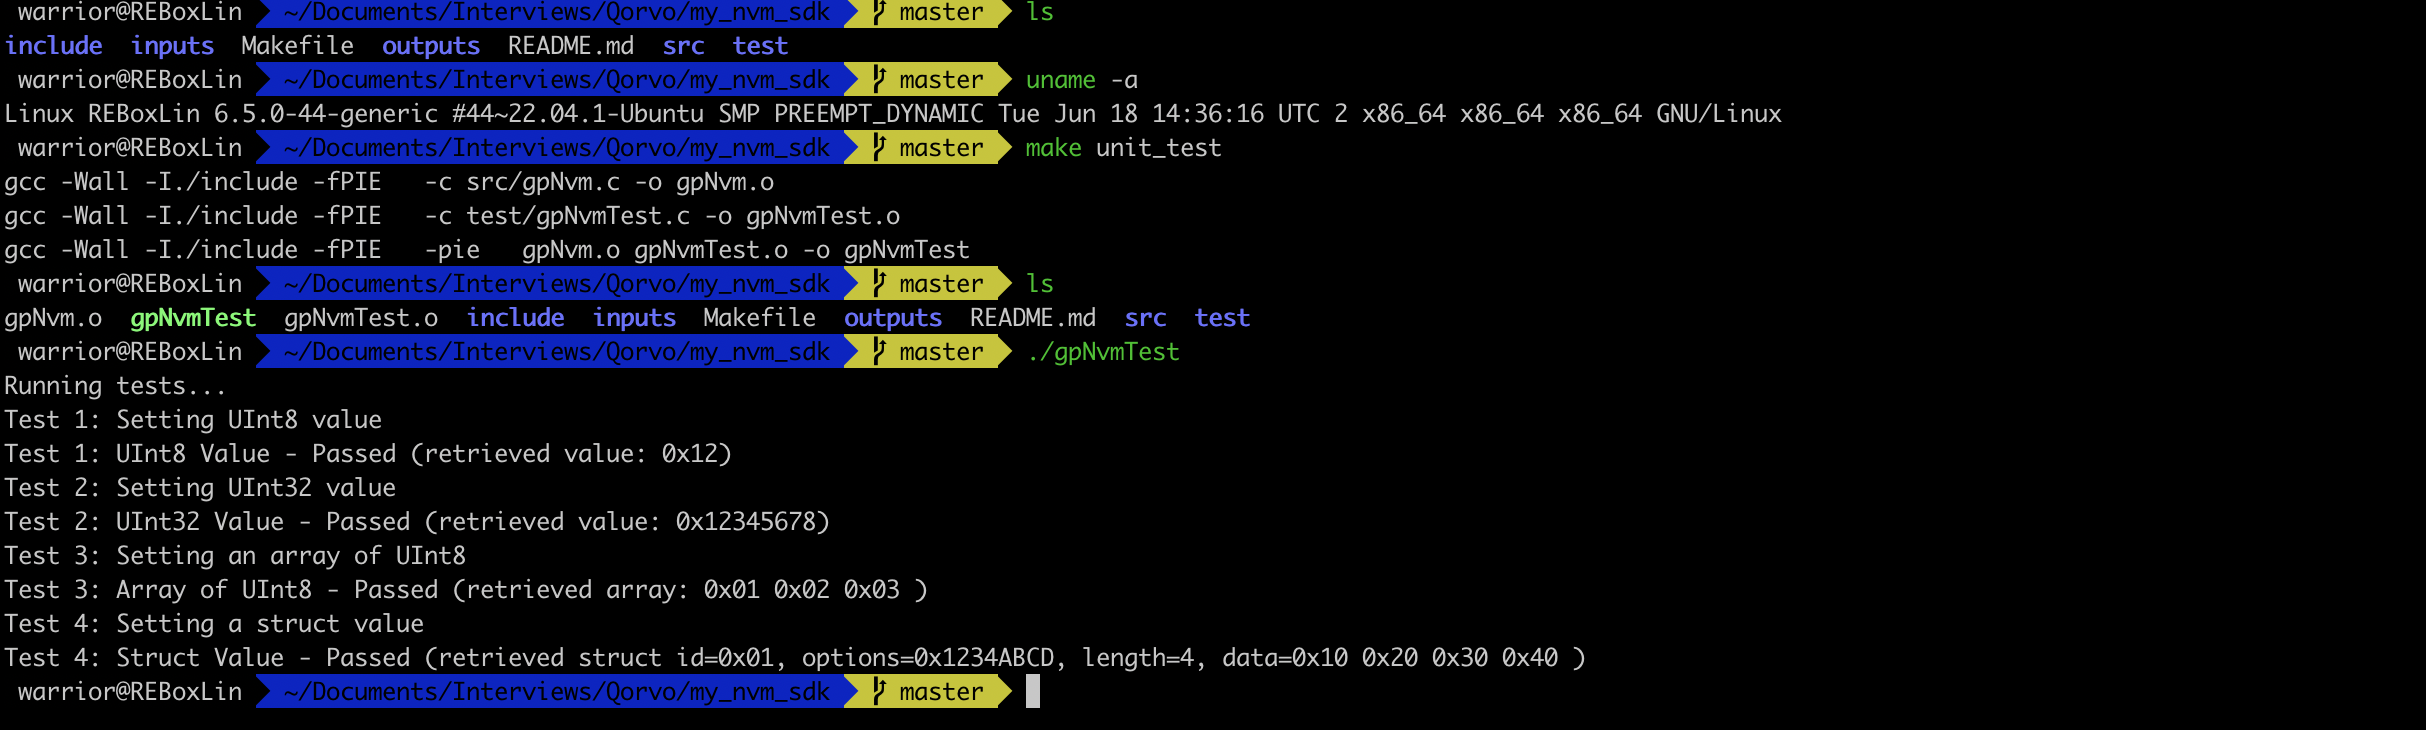 warrior@REBoxLin ~/Documents/Interviews/Qorvo/my_nvm_sdk master ls
include inputs Makefile outputs README.md src test
warrior@REBoxLin ~/Documents/Interviews/Qorvo/my_nvm_sdk master uname -a
Linux REBoxLin 6.5.0-44-generic #44~22.04.1-Ubuntu SMP PREEMPT_DYNAMIC Tue Jun 18 14:36:16 UTC 2 x86_64 x86_64 x86_64 GNU/Linux
warrior@REBoxLin ~/Documents/Interviews/Qorvo/my_nvm_sdk master make unit_test
gcc -Wall -I./include -fPIE   -c src/gpNvm.c -o gpNvm.o
gcc -Wall -I./include -fPIE   -c test/gpNvmTest.c -o gpNvmTest.o
gcc -Wall -I./include -fPIE   -pie   gpNvm.o gpNvmTest.o -o gpNvmTest
warrior@REBoxLin ~/Documents/Interviews/Qorvo/my_nvm_sdk master ls
gpNvm.o gpNvmTest gpNvmTest.o include inputs Makefile outputs README.md src test
warrior@REBoxLin ~/Documents/Interviews/Qorvo/my_nvm_sdk master ./gpNvmTest
Running tests...
Test 1: Setting UInt8 value
Test 1: UInt8 Value - Passed (retrieved value: 0x12)
Test 2: Setting UInt32 value
Test 2: UInt32 Value - Passed (retrieved value: 0x12345678)
Test 3: Setting an array of UInt8
Test 3: Array of UInt8 - Passed (retrieved array: 0x01 0x02 0x03 )
Test 4: Setting a struct value
Test 4: Struct Value - Passed (retrieved struct id=0x01, options=0x1234ABCD, length=4, data=0x10 0x20 0x30 0x40 )
warrior@REBoxLin ~/Documents/Interviews/Qorvo/my_nvm_sdk master